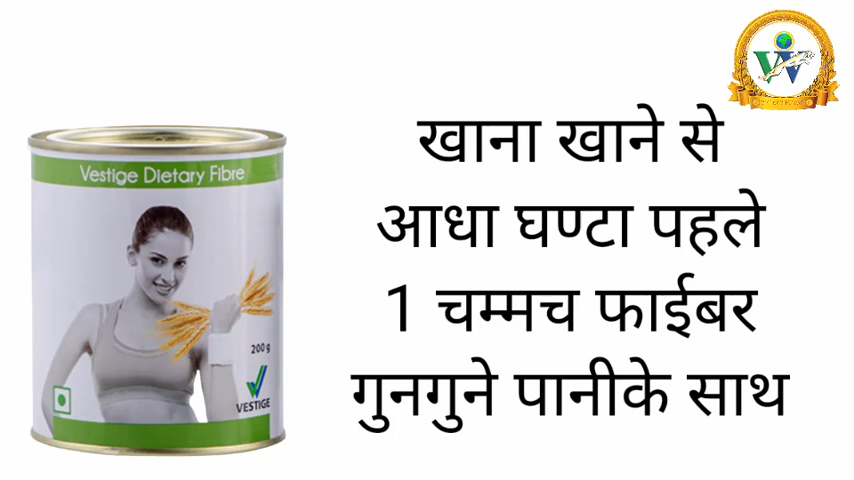 Vestige Dietary Fibre
200 g
VESTIGE
खाना खाने से
आधा घण्टा पहले
1 चम्मच फाईबर
गुनगुने पानीके साथ